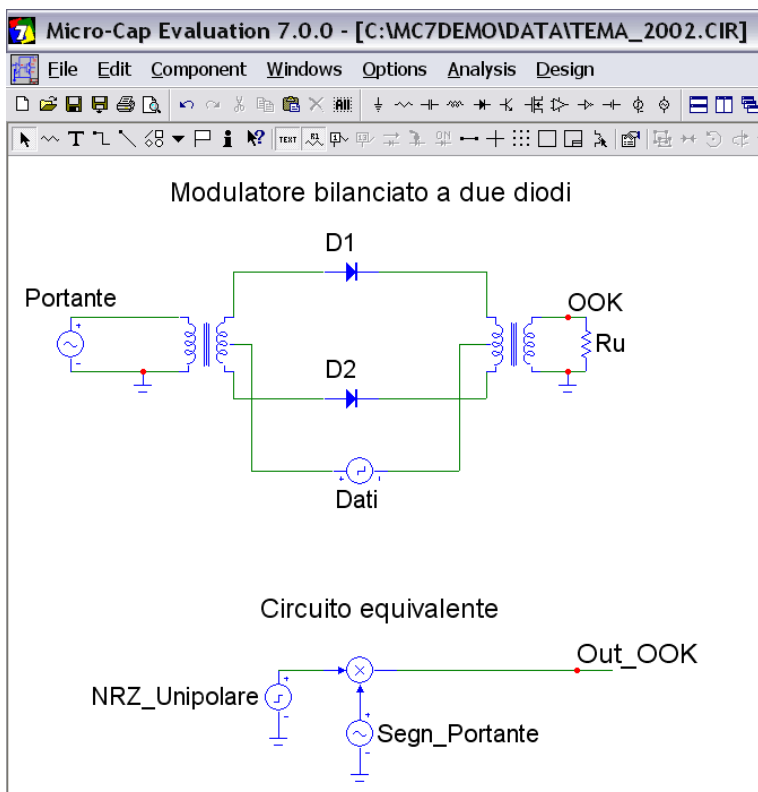 Micro-Cap Evaluation 7.0.0 - [C:\MC7DEMO\DATA\TEMA_2002.CIR]
File Edit Component Windows Options Analysis Design
Modulatore bilanciato a due diodi
D1
Portante
OOK
Ru
D2
Dati
Circuito equivalente
Out_OOK
NRZ_Unipolare
Segn_Portante